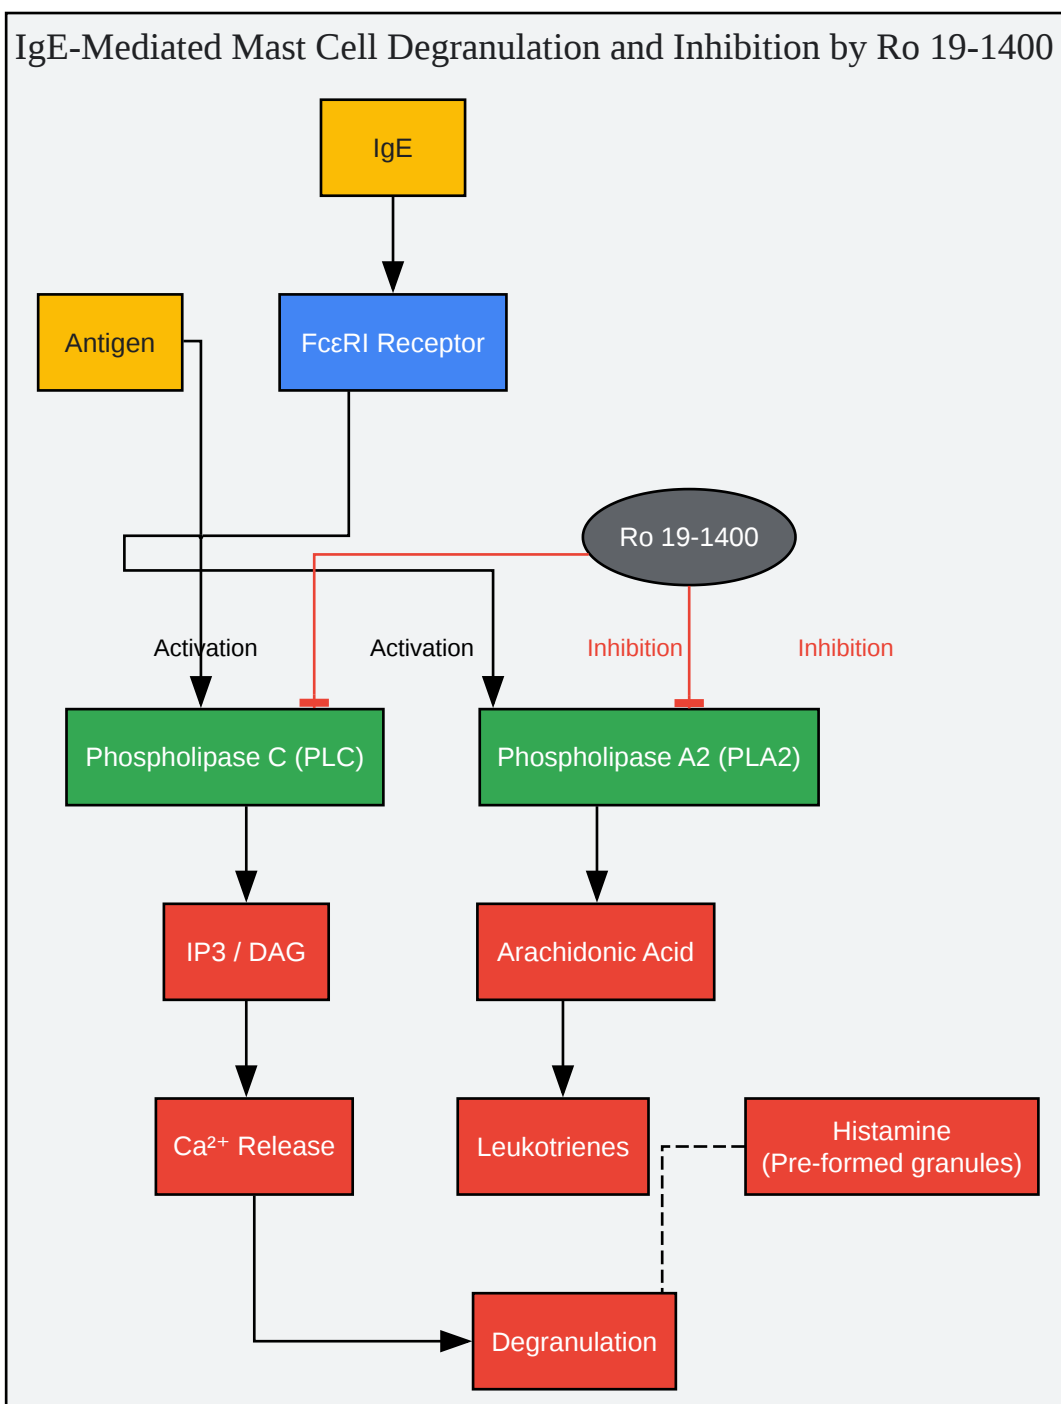 IgE-Mediated Mast Cell Degranulation and Inhibition by Ro 19-1400
IgE
Antigen
FcεRI Receptor
Ro 19-1400
Activation
Activation
Inhibition
Inhibition
Phospholipase C (PLC)
Phospholipase A2 (PLA2)
IP3 / DAG
Arachidonic Acid
Ca²⁺ Release
Leukotrienes
Histamine
(Pre-formed granules)
Degranulation